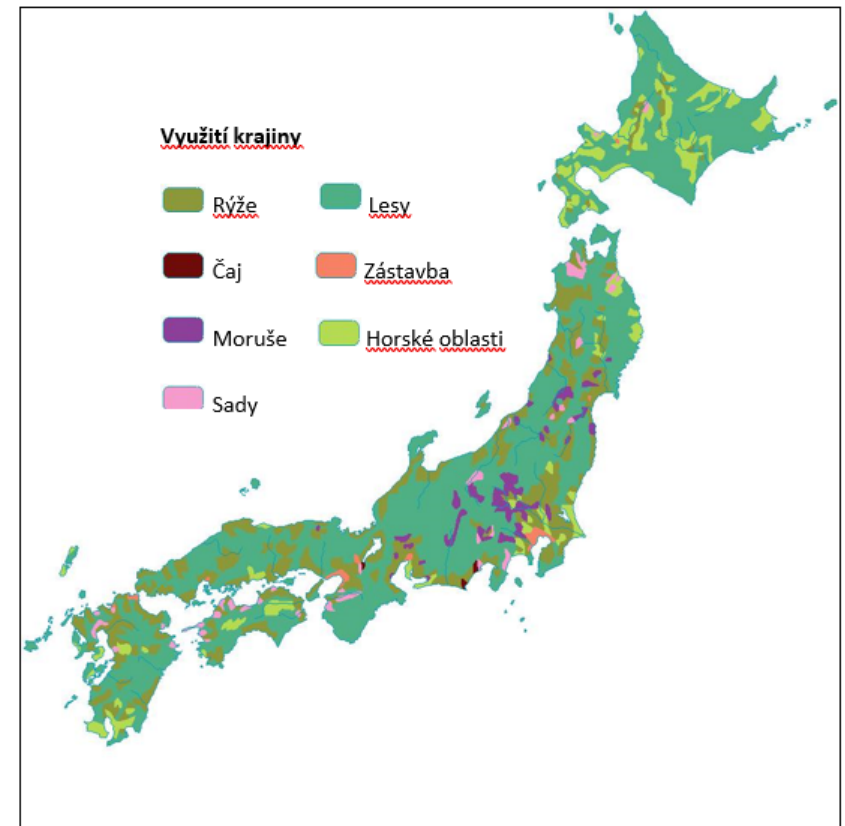 Využití krajiny
Rýže
Lesy
Čaj
Zástavba
Moruše
Horské oblasti
Sady